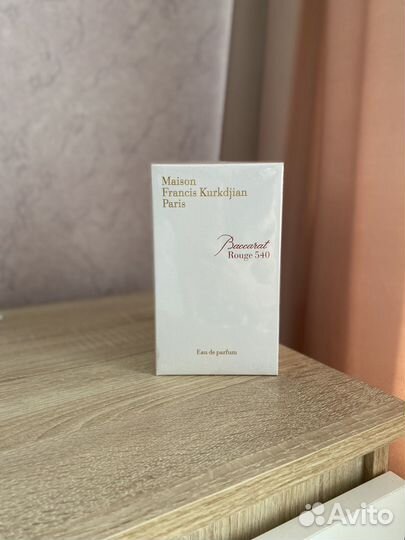 Maison
Francis Kurkdjian
Paris
Baccarat
Rouge 540
Eau de parfum
Avito